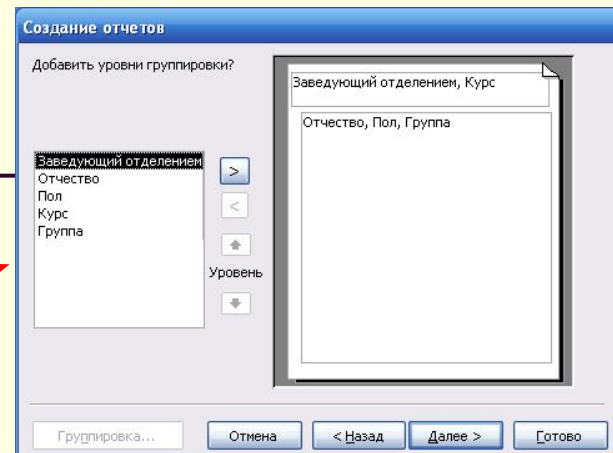 Создание отчетов
Добавить уровни группировки?
Заведующий отделением, Курс
Отчество, Пол, Группа
Заведующий отделением
Отчество
Пол
Курс
Группа
>
<
Уровень
Группировка...
Отмена
< Назад
Далее >
Готово